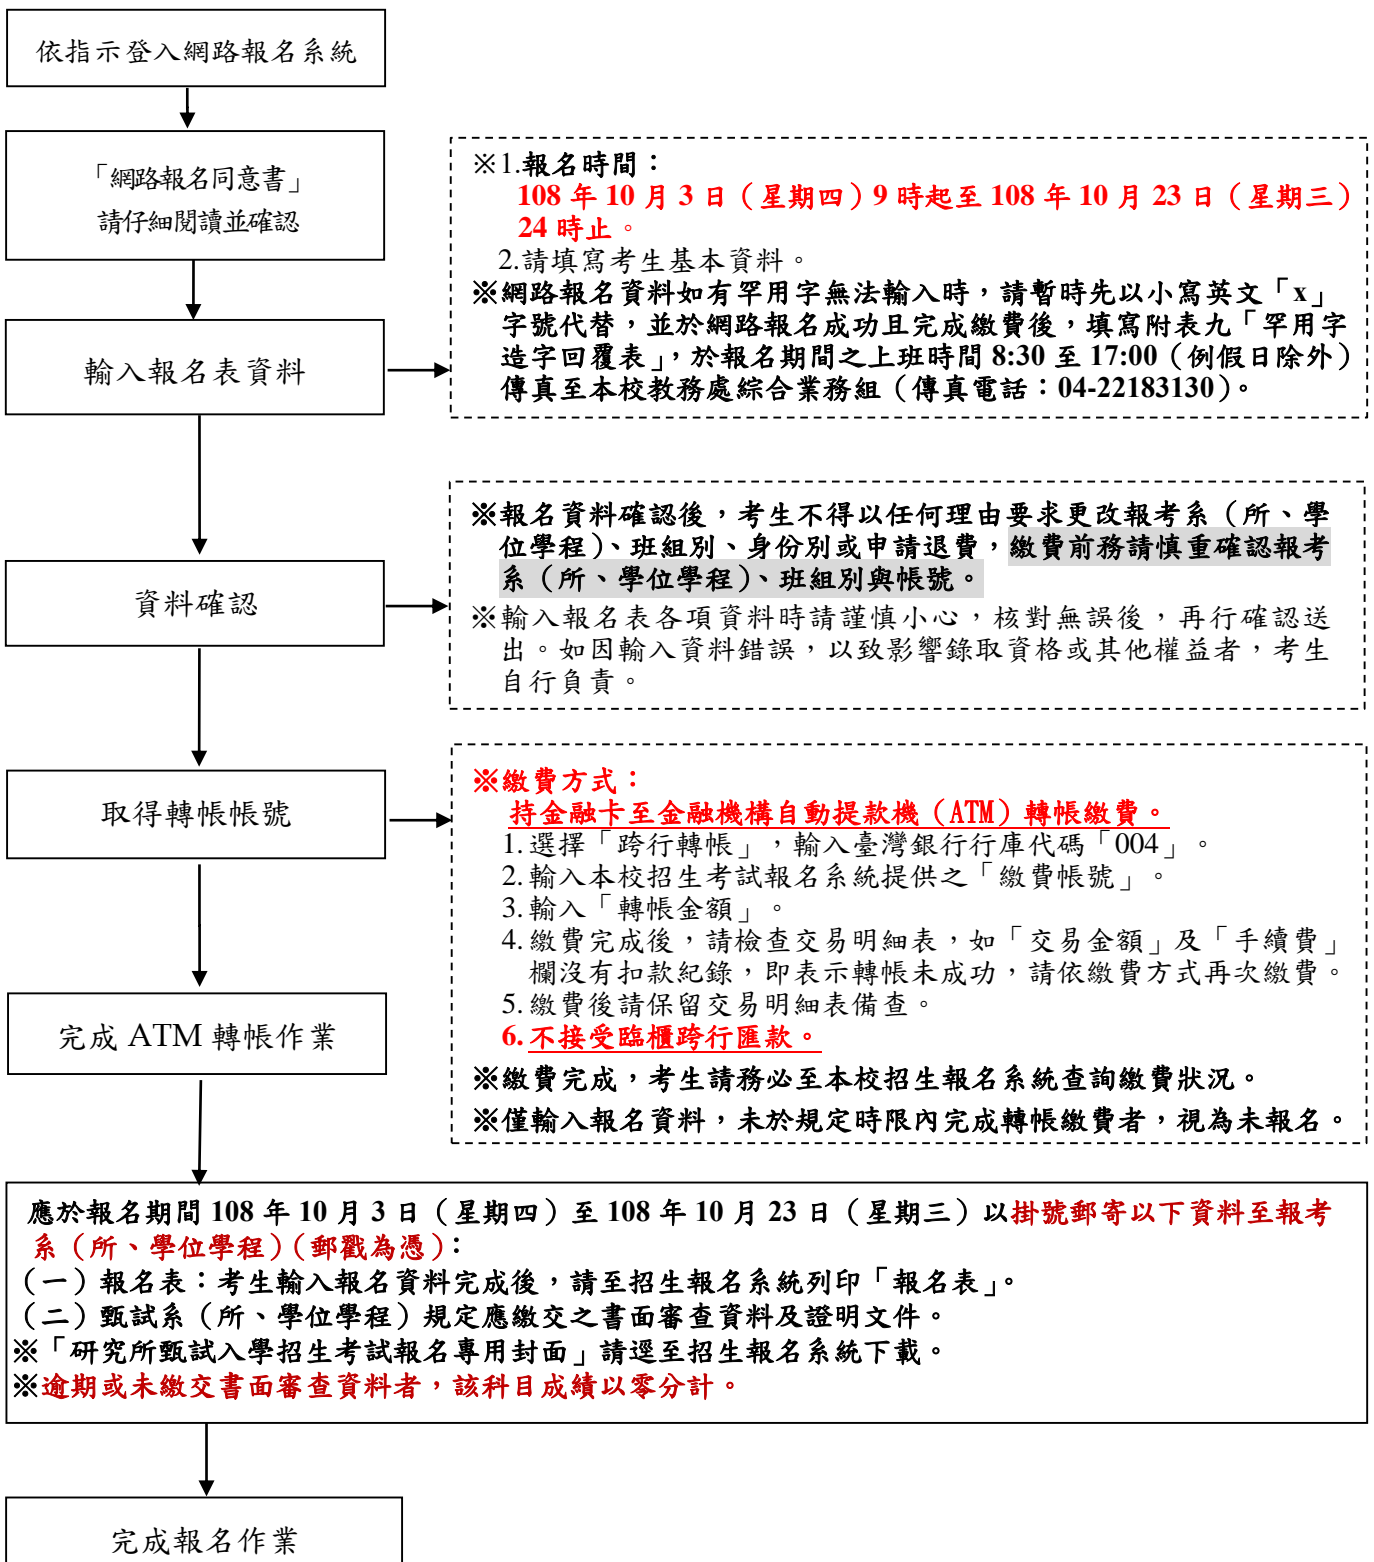 依指示登入網路報名系統
「網路報名同意書」
請仔細閱讀並確認
輸入報名表資料
※1.報名時間：
108 年 10 月 3 日（星期四）9 時起至 108 年 10 月 23 日（星期三）
24 時止。
2.請填寫考生基本資料。
※網路報名資料如有罕用字無法輸入時，請暫時先以小寫英文「x」
字號代替，並於網路報名成功且完成繳費後，填寫附表九「罕用字
造字回覆表」，於報名期間之上班時間 8:30 至 17:00（例假日除外）
傳真至本校教務處綜合業務組（傳真電話：04-22183130）。
資料確認
※報名資料確認後，考生不得以任何理由要求更改報考系（所、學
位學程）、班組別、身份別或申請退費，繳費前務請慎重確認報考
系（所、學位學程）、班組別與帳號。
※輸入報名表各項資料時請謹慎小心，核對無誤後，再行確認送
出。如因輸入資料錯誤，以致影響錄取資格或其他權益者，考生
自行負責。
取得轉帳帳號
※繳費方式：
持金融卡至金融機構自動提款機（ATM）轉帳繳費。
1.選擇「跨行轉帳」，輸入臺灣銀行行庫代碼「004」。
2.輸入本校招生考試報名系統提供之「繳費帳號」。
3.輸入「轉帳金額」。
4.繳費完成後，請檢查交易明細表，如「交易金額」及「手續費」
欄沒有扣款紀錄，即表示轉帳未成功，請依繳費方式再次繳費。
5.繳費後請保留交易明細表備查。
6.不接受臨櫃跨行匯款。
※繳費完成，考生請務必至本校招生報名系統查詢繳費狀況。
※僅輸入報名資料，未於規定時限內完成轉帳繳費者，視為未報名。
完成 ATM 轉帳作業
應於報名期間 108 年 10 月 3 日（星期四）至 108 年 10 月 23 日（星期三）以掛號郵寄以下資料至報考
系（所、學位學程）（郵戳為憑）：
（一）報名表：考生輸入報名資料完成後，請至招生報名系統列印「報名表」。
（二）甄試系（所、學位學程）規定應繳交之書面審查資料及證明文件。
※「研究所甄試入學招生考試報名專用封面」請逕至招生報名系統下載。
※逾期或未繳交書面審查資料者，該科目成績以零分計。
完成報名作業